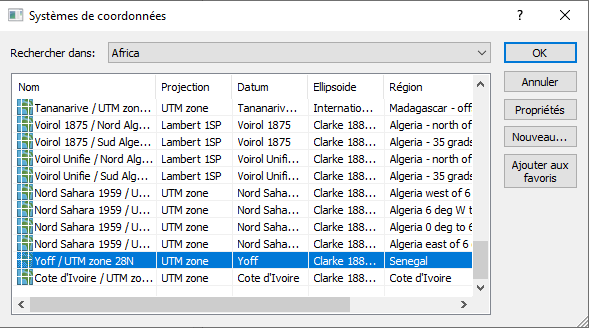 Systèmes de coordonnées
Rechercher dans: Africa
OK
Annuler
Propriétés
Nouveau...
Ajouter aux
favoris
Nom Projection Datum Ellipsoide Région
Tananarive / UTM zon... UTM zone Tananariv... Internatio... Madagascar - off
Voirol 1875 / Nord Alg... Lambert 1SP Voirol 1875 Clarke 188... Algeria - north of
Voirol 1875 / Sud Alge... Lambert 1SP Voirol 1875 Clarke 188... Algeria - 35 grads
Voirol Unifie / Nord Al... Lambert 1SP Voirol Unifi... Clarke 188... Algeria - north of
Voirol Unifie / Sud Alg... Lambert 1SP Voirol Unifi... Clarke 188... Algeria - 35 grads
Nord Sahara 1959 / U... UTM zone Nord Saha... Clarke 188... Algeria west of 6
Nord Sahara 1959 / U... UTM zone Nord Saha... Clarke 188... Algeria 6 deg W t
Nord Sahara 1959 / U... UTM zone Nord Saha... Clarke 188... Algeria 0 deg to 6
Nord Sahara 1959 / U... UTM zone Nord Saha... Clarke 188... Algeria east of 6
Yoff / UTM zone 28N UTM zone Yoff Clarke 188... Senegal
Cote d'Ivoire / UTM zo... UTM zone Cote d'Ivoire Clarke 188... Cote d'Ivoire